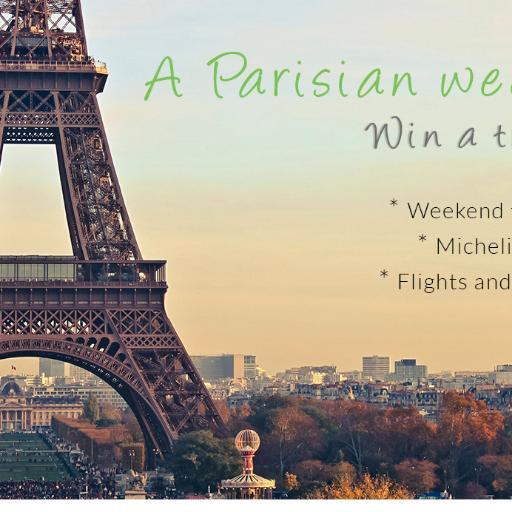 A Parisian we
Win a t
* Weekend
* Micheli
* Flights and